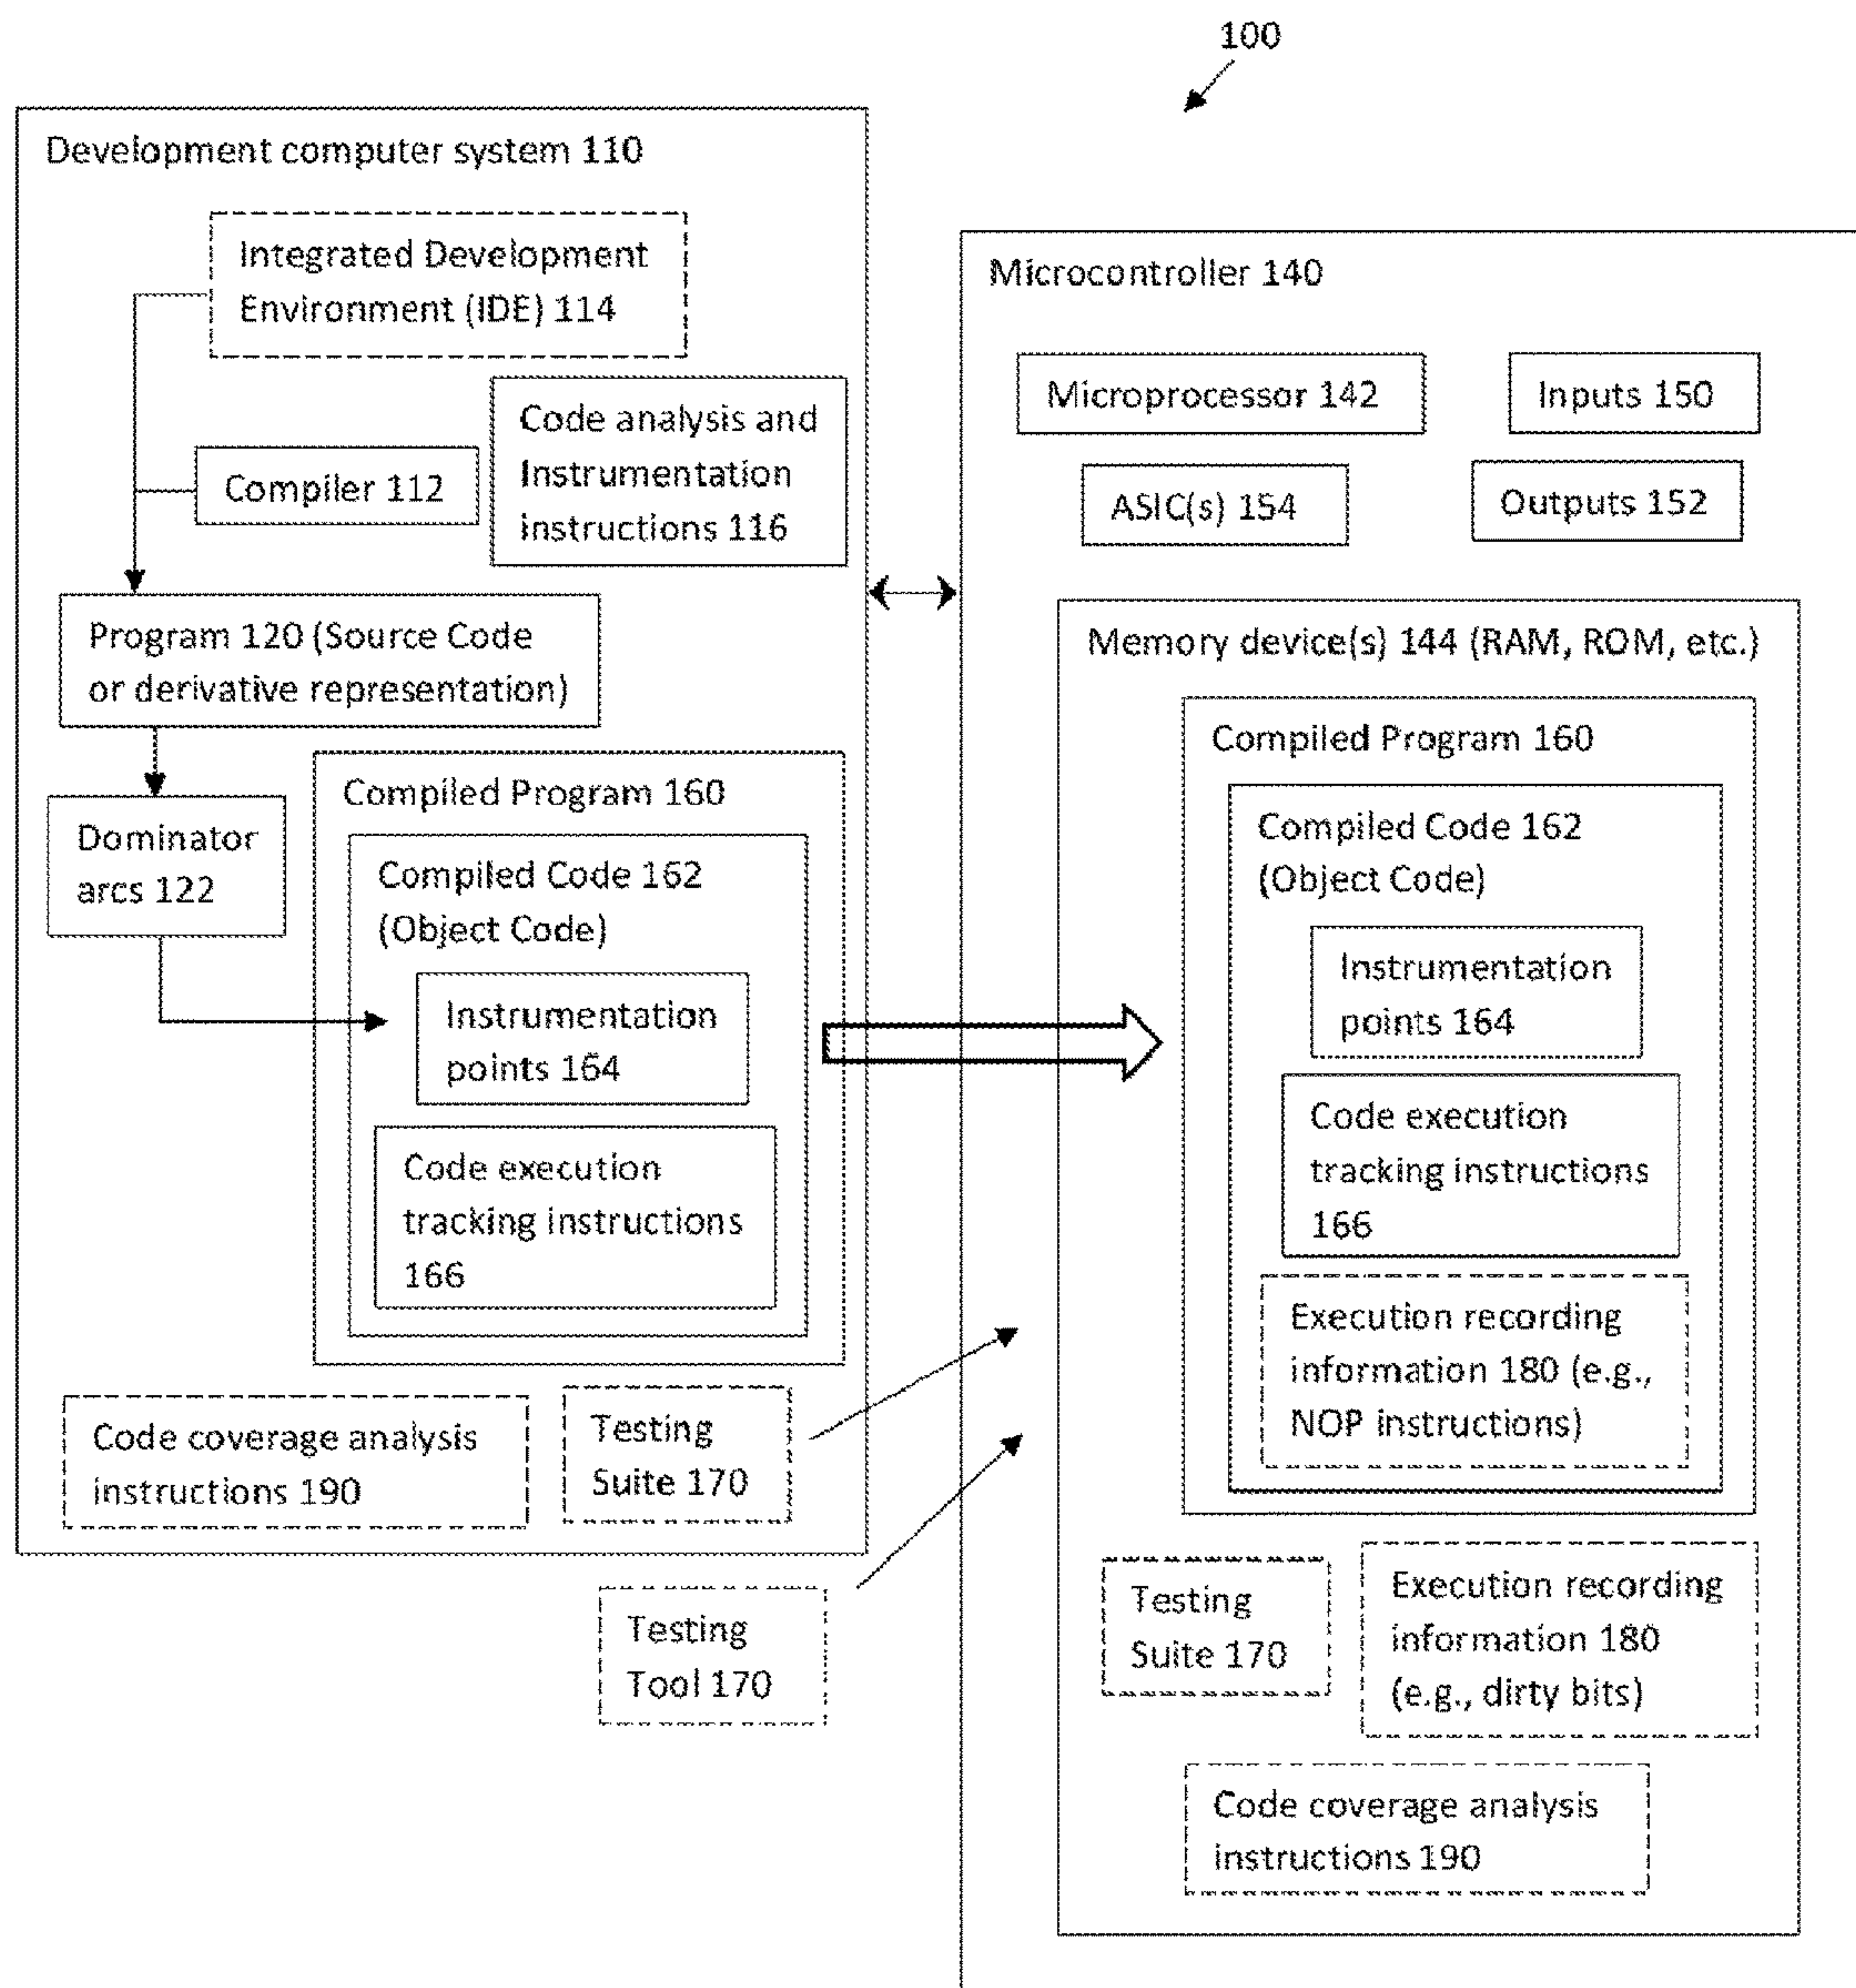 100
Development computer system 110
Integrated Development
Environment (IDE) 114
Code analysis and
Instrumentation
instructions 116
Compiler 112
Program 120 (Source Code
or derivative representation)
Dominator
arcs 122
Compiled Program 160
Compiled Code 162
(Object Code)
Instrumentation
points 164
Code execution
tracking instructions
166
Code coverage analysis
instructions 190
Testing
Suite 170
Testing
Tool 170
Microcontroller 140
Microprocessor 142
Inputs 150
ASIC(s) 154
Outputs 152
Memory device(s) 144 (RAM, ROM, etc.)
Compiled Program 160
Compiled Code 162
(Object Code)
Instrumentation
points 164
Code execution
tracking instructions
166
Execution recording
information 180 (e.g.,
NOP instructions)
Testing
Suite 170
Execution recording
information 180
(e.g., dirty bits)
Code coverage analysis
instructions 190